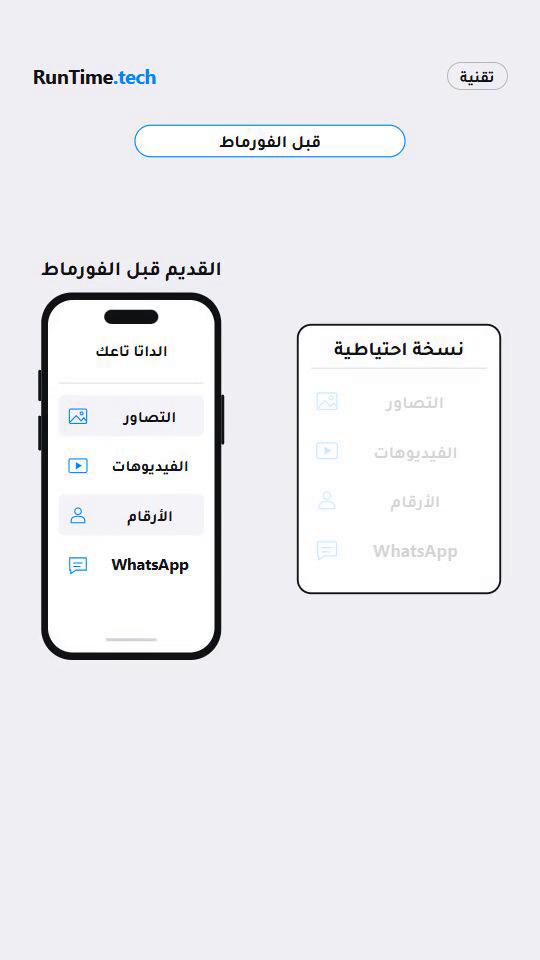 RunTime.tech
تقنية
قبل الفورماط
القديم قبل الفورماط
الداتا تاعك
التصاور
الفيديوهات
الأرقام
WhatsApp
نسخة احتياطية
التصاور
الفيديوهات
الأرقام
WhatsApp